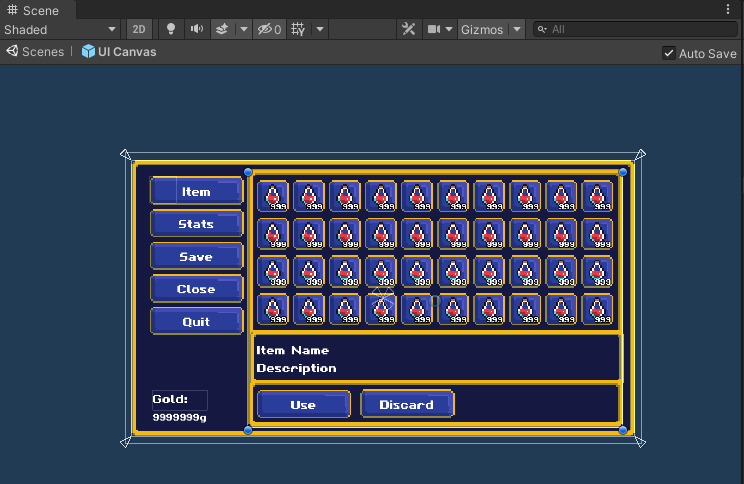 Scene
Shaded 2D 0 Gizmos All
Scenes UI Canvas Auto Save
Item
Stats
Save
Close
Quit
999 999 999 999 999 999 999 999 999 999
999 999 999 999 999 999 999 999 999 999
999 999 999 999 999 999 999 999 999 999
999 999 999 999 999 999 999 999 999 999
Item Name
Description
Gold:
9999999g
Use Discard